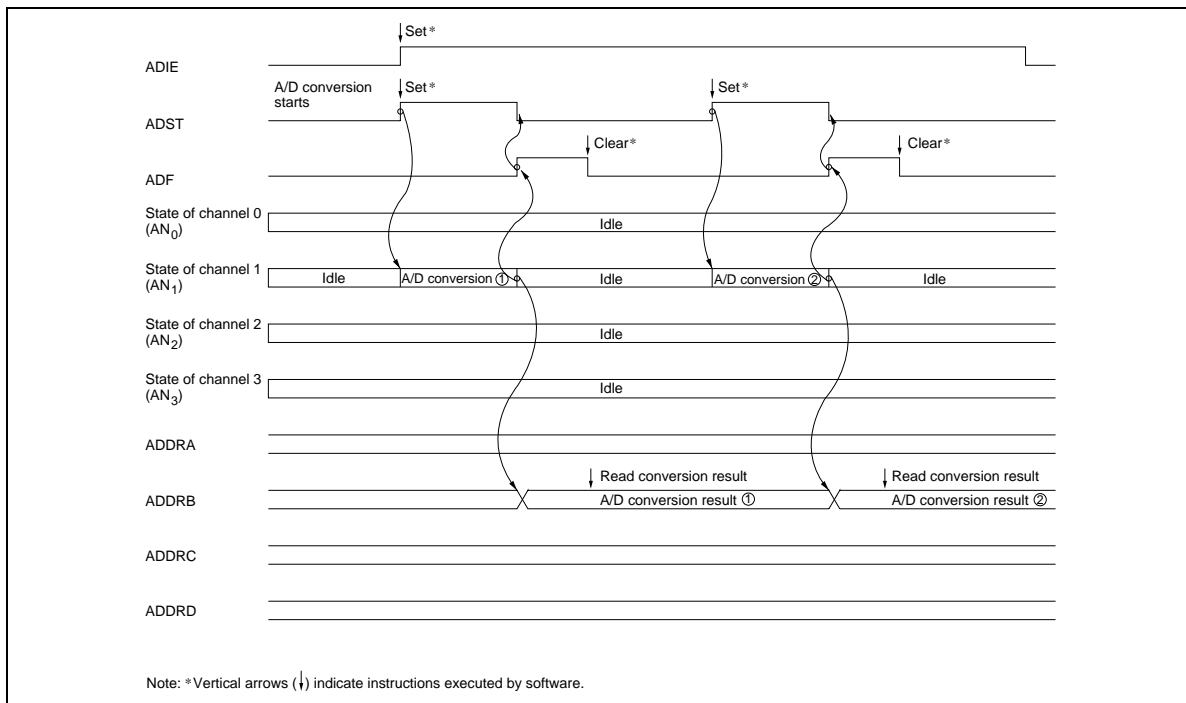 Set*
ADIE
A/D conversion
starts
Set*
Set*
ADST
Clear*
Clear*
ADF
State of channel 0
(AN0)
Idle
State of channel 1
(AN1)
Idle
A/D conversion ①
Idle
A/D conversion ②
Idle
State of channel 2
(AN2)
Idle
State of channel 3
(AN3)
Idle
ADDRA
Read conversion result
Read conversion result
ADDRB
A/D conversion result ①
A/D conversion result ②
ADDRC
ADDRD
Note: *Vertical arrows (↓) indicate instructions executed by software.